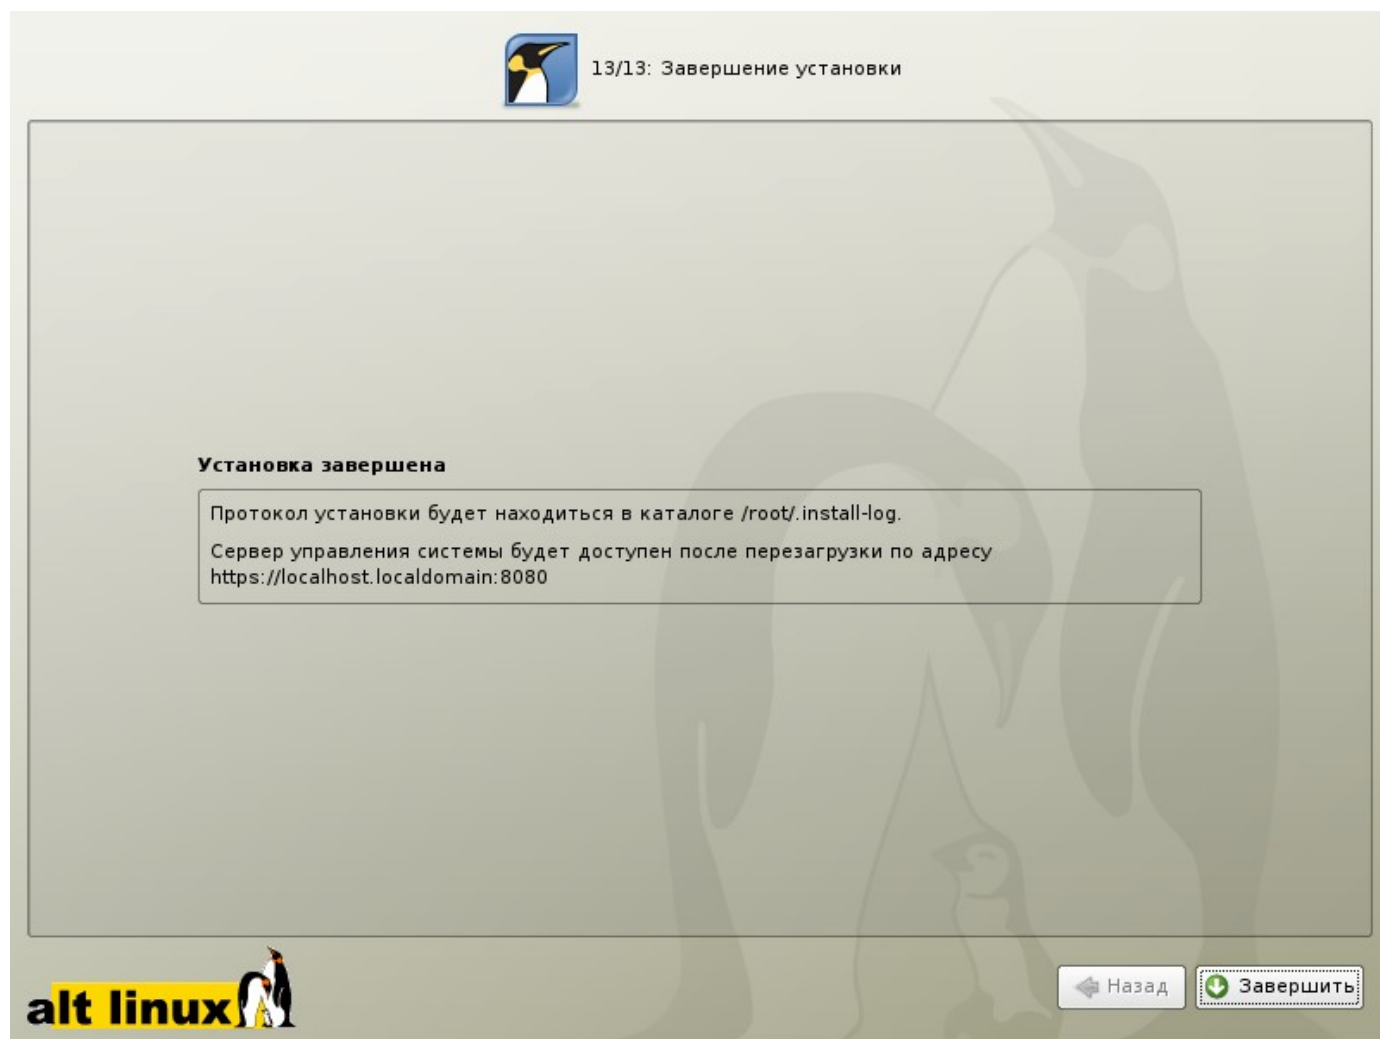 13/13: Завершение установки
Установка завершена
Протокол установки будет находиться в каталоге /root/.install-log.
Сервер управления системы будет доступен после перезагрузки по адресу
https://localhost.localdomain:8080
alt linux
Назад
Завершить